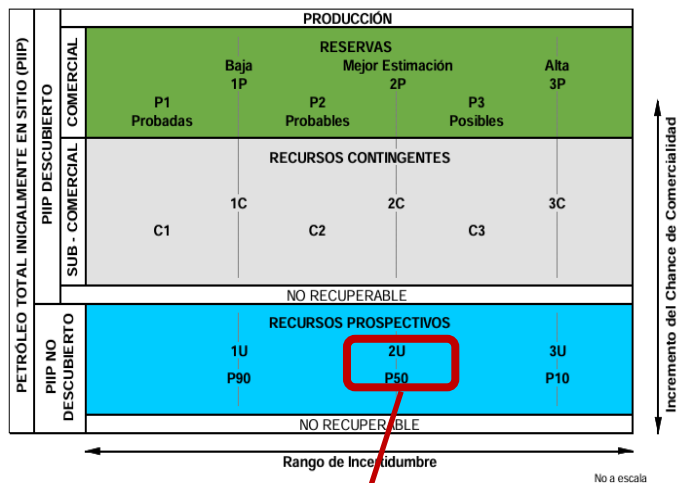 PRODUCCIÓN
PETRÓLEO TOTAL INICIALMENTE EN SITIO (PIIP)
PIIP DESCUBIERTO
COMERCIAL
RESERVAS
Baja Mejor Estimación Alta
1P 2P 3P
P1 P2 P3
Probadas Probables Posibles
SUB - COMERCIAL
RECURSOS CONTINGENTES
1C 2C 3C
C1 C2 C3
NO RECUPERABLE
PIIP NO
DESCUBIERTO
RECURSOS PROSPECTIVOS
1U 2U 3U
P90 P50 P10
NO RECUPERABLE
Incremento del Chance de Comercialidad
Rango de Incertidumbre
No a escala